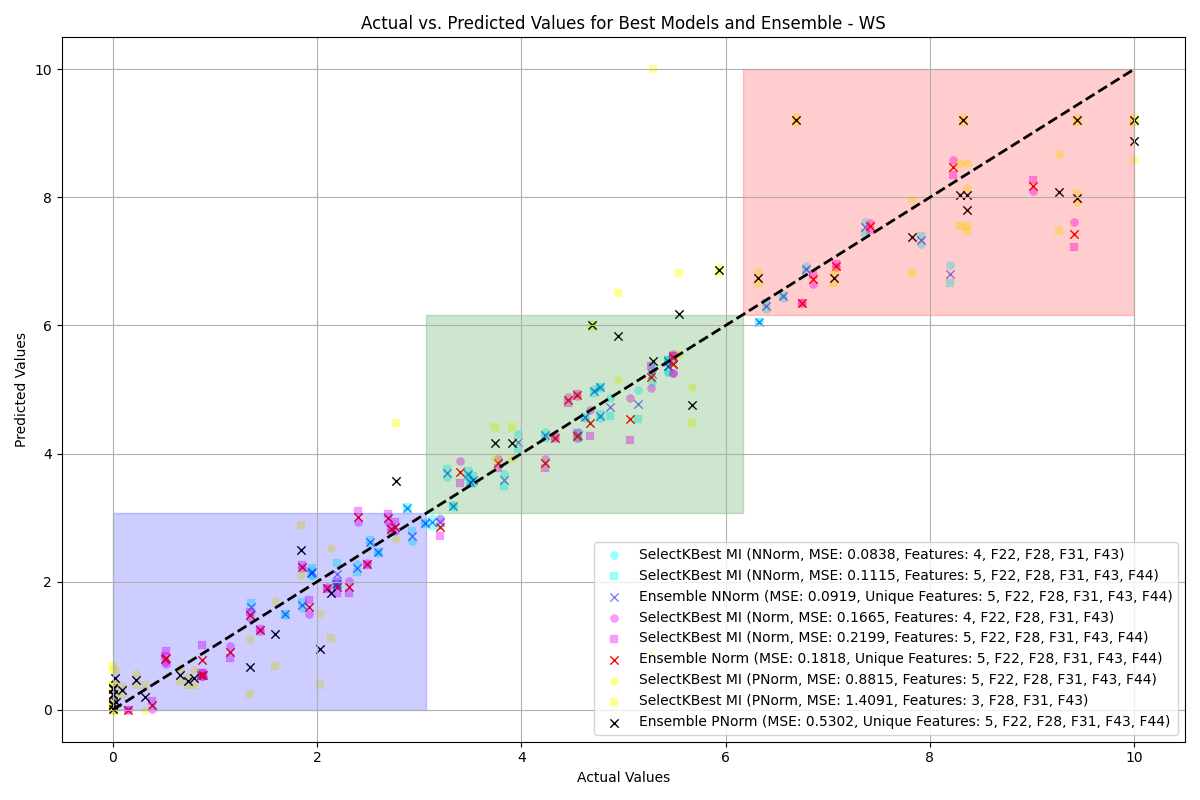 Actual vs. Predicted Values for Best Models and Ensemble - WS
Predicted Values
10
8
6
4
2
0
0 2 4 6 8 10
Actual Values
SelectKBest MI (NNorm, MSE: 0.0838, Features: 4, F22, F28, F31, F43)
SelectKBest MI (NNorm, MSE: 0.1115, Features: 5, F22, F28, F31, F43, F44)
Ensemble NNorm (MSE: 0.0919, Unique Features: 5, F22, F28, F31, F43, F44)
SelectKBest MI (Norm, MSE: 0.1665, Features: 4, F22, F28, F31, F43)
SelectKBest MI (Norm, MSE: 0.2199, Features: 5, F22, F28, F31, F43, F44)
Ensemble Norm (MSE: 0.1818, Unique Features: 5, F22, F28, F31, F43, F44)
SelectKBest MI (PNorm, MSE: 0.8815, Features: 5, F22, F28, F31, F43, F44)
SelectKBest MI (PNorm, MSE: 1.4091, Features: 3, F28, F31, F43)
Ensemble PNorm (MSE: 0.5302, Unique Features: 5, F22, F28, F31, F43, F44)